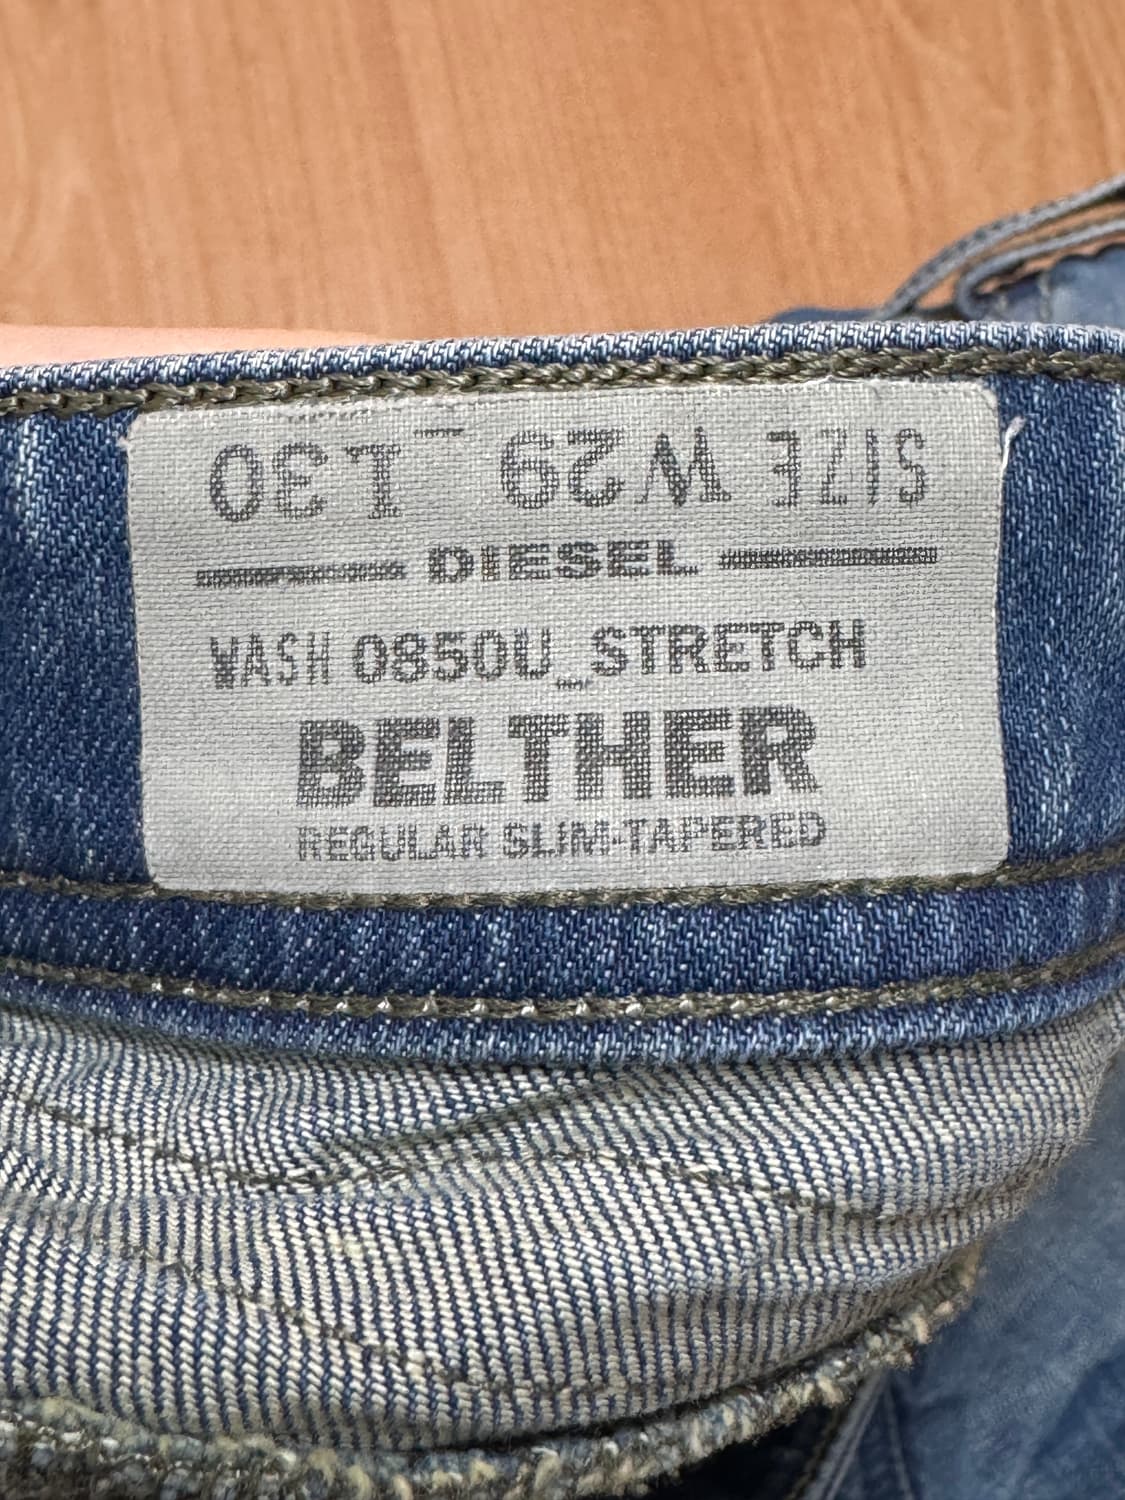 SIZE W29 _ L30
DIESEL
WASH 0850U_STRETCH
BELTHER
REGULAR SLIM-TAPERED